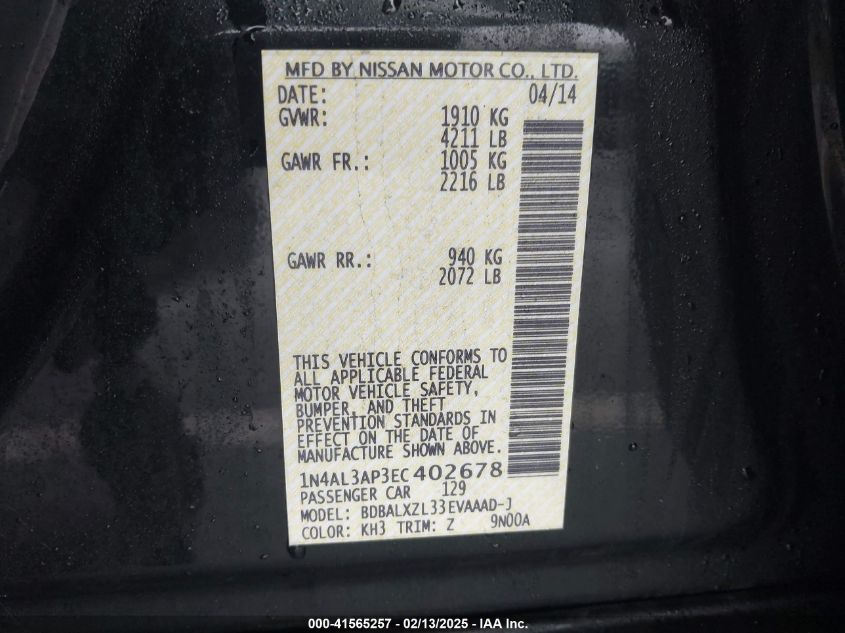 MFD BY NISSAN MOTOR CO., LTD.
DATE: 04/14
GVWR: 1910 KG
4211 LB
GAWR FR.: 1005 KG
2216 LB
GAWR RR.: 940 KG
2072 LB
THIS VEHICLE CONFORMS TO
ALL APPLICABLE FEDERAL
MOTOR VEHICLE SAFETY,
BUMPER, AND THEFT
PREVENTION STANDARDS IN
EFFECT ON THE DATE OF
MANUFACTURE SHOWN ABOVE.
1N4AL3AP3EC402678
PASSENGER CAR 129
MODEL: BDBALXZL33EVAAAD-J
COLOR: KH3 TRIM: Z 9N00A
000-41565257 - 02/13/2025 - IAA Inc.